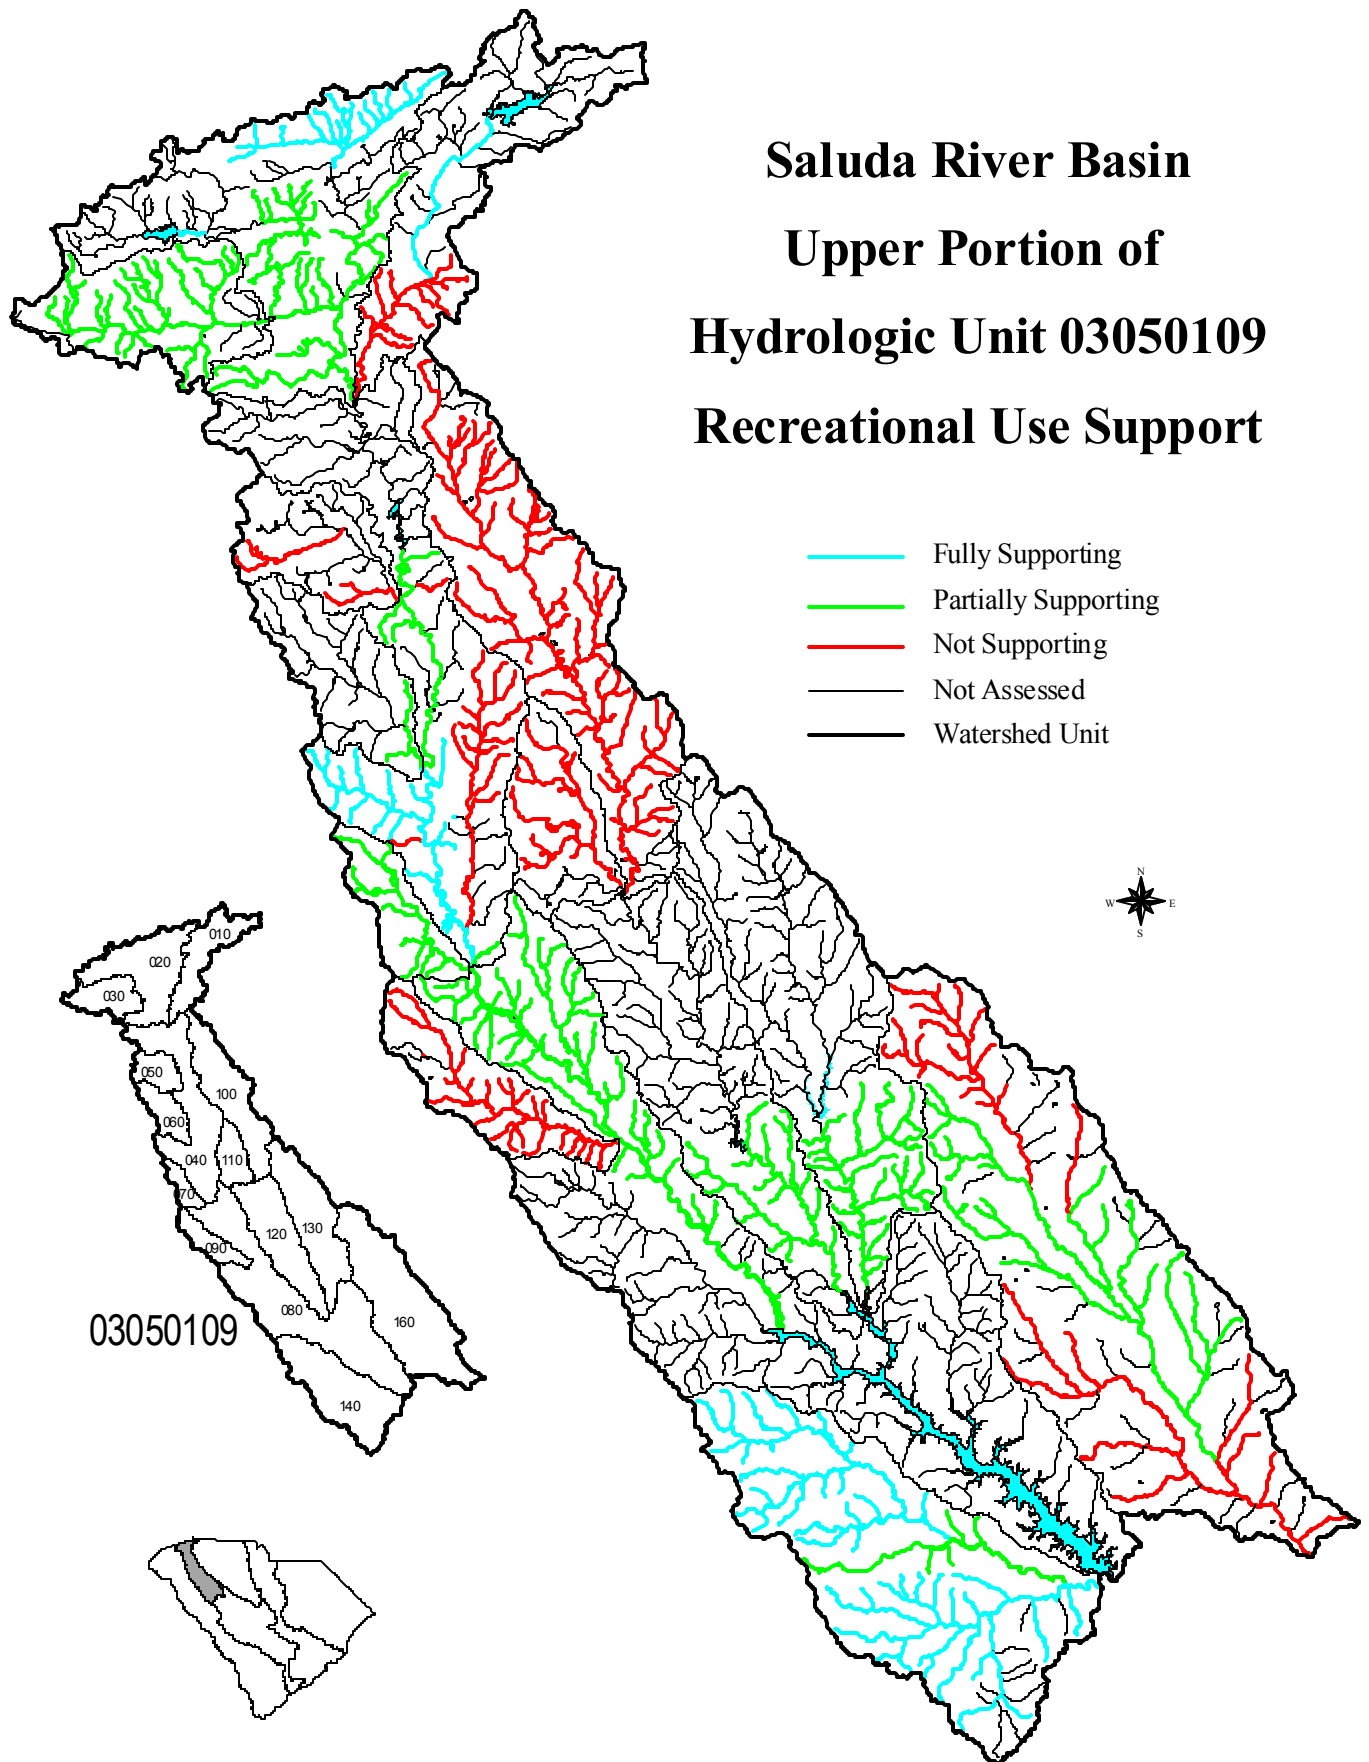 Saluda River Basin
Upper Portion of
Hydrologic Unit 03050109
Recreational Use Support
Fully Supporting
Partially Supporting
Not Supporting
Not Assessed
Watershed Unit
N
W E
S
010
020
030
050
100
060
040
110
70
130
120
090
080
160
03050109
140